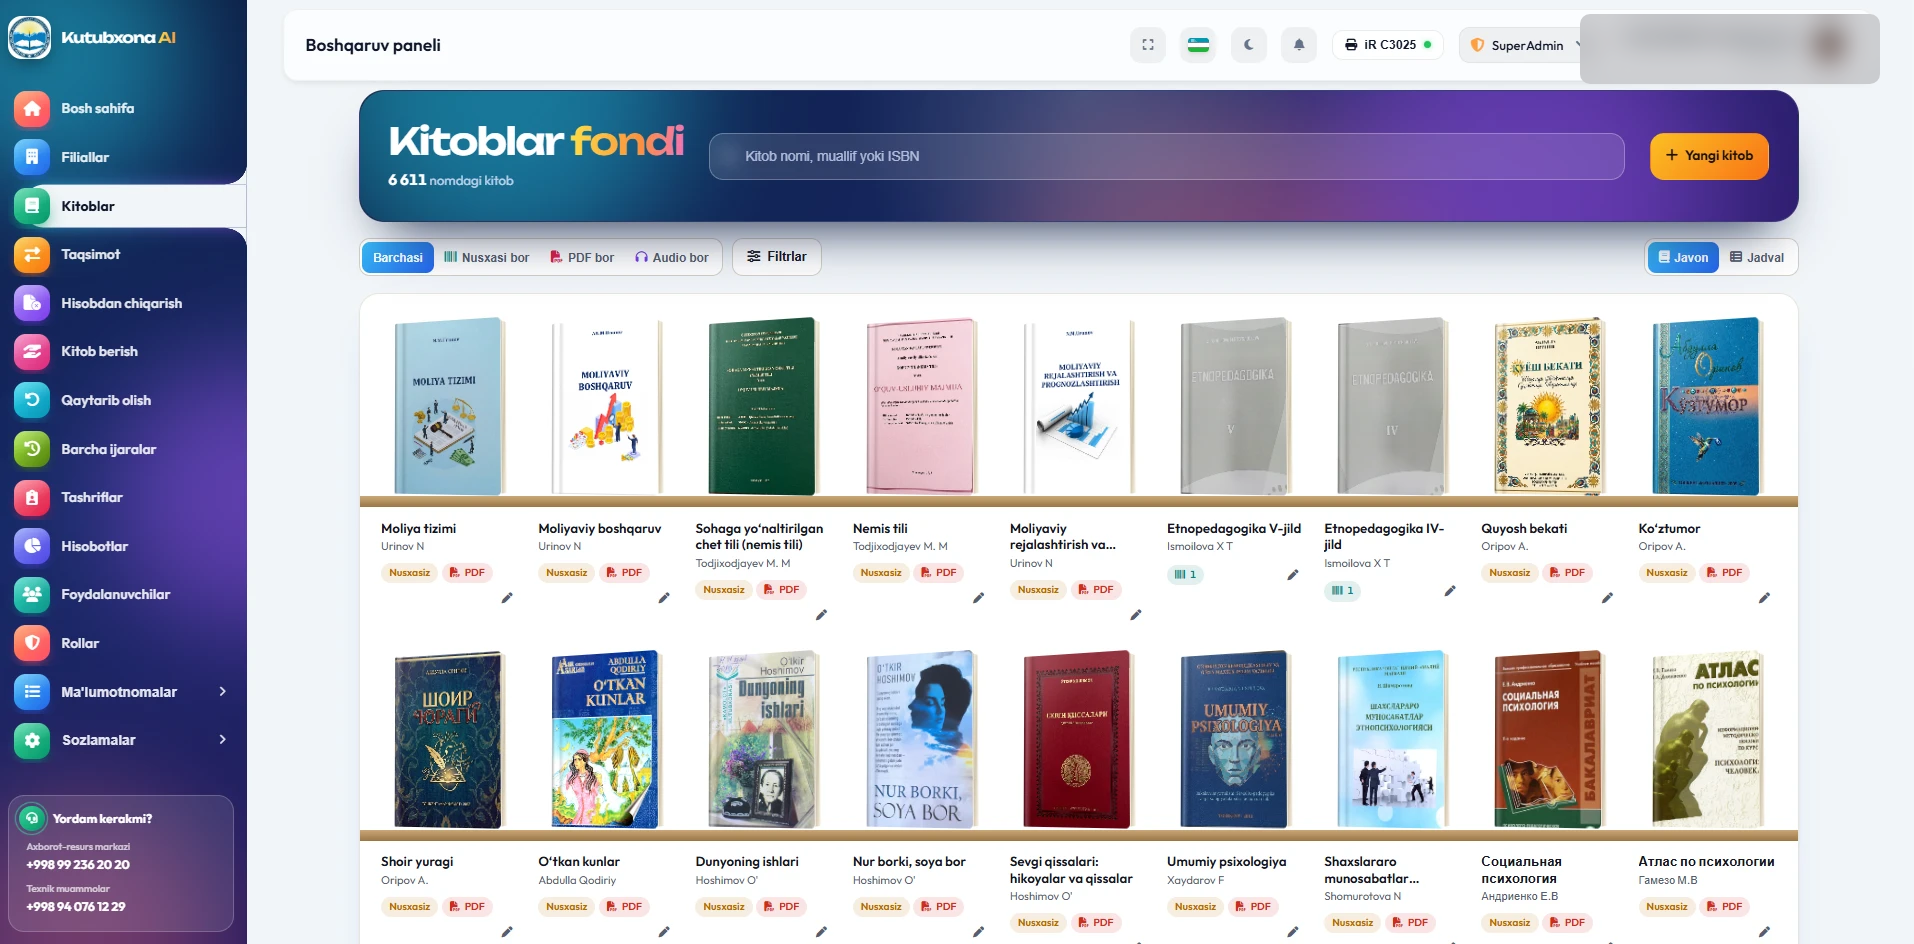 Kutubxona AI
Bosh sahifa
Filiallar
Kitoblar
Taqsimot
Hisobdan chiqarish
Kitob berish
Qaytarib olish
Barcha ijaralar
Tashriflar
Hisobotlar
Foydalanuvchilar
Rollar
Ma'lumotnomalar
Sozlamalar
Yordam kerakmi?
Axborot-resurs markazi
+998 99 236 20 20
Texnik muammolar
+998 94 076 12 29
Boshqaruv paneli
iR C3025
SuperAdmin
Kitoblar fondi
6 611 nomdagi kitob
Kitob nomi, muallif yoki ISBN
+ Yangi kitob
Barchasi
Nusxasi bor
PDF bor
Audio bor
Filtrlar
Javon
Jadval
MOLIYA TIZIMI
MOLIYAVIY
BOSHQARUV
MOLIYAVIY
REJALASHTIRISH VA
PROGNOZLASHTIRISH
ETNOPEDAGOGIKA
V
ETNOPEDAGOGIKA
IV
ҚУЁШ БЕКАТИ
Абдулла
Орипов
КЎЗТУМОР
Moliya tizimi
Urinov N
Nusxasiz PDF
Moliyaviy boshqaruv
Urinov N
Nusxasiz PDF
Sohaga yo‘naltirilgan
chet tili (nemis tili)
Todjixodjayev M. M
Nusxasiz PDF
Nemis tili
Todjixodjayev M. M
Nusxasiz PDF
Moliyaviy
rejalashtirish va...
Urinov N
Nusxasiz PDF
Etnopedagogika V-jild
Ismoilova X T
1
Etnopedagogika IV-
jild
Ismoilova X T
1
Quyosh bekati
Oripov A.
Nusxasiz PDF
Ko‘ztumor
Oripov A.
Nusxasiz PDF
ШОИР
ЮРАГИ
ABDULLA
QODIRIY
O‘TKAN
KUNLAR
O'tkir
Hoshimov
Dunyoning
ishlari
O‘TKIR
HOSHIMOV
NUR BORKI,
SOYA BOR
СЕВГИ ҚИССАЛАРИ
UMUMIY
PSIXOLOGIYA
ШАХСЛАРАРО
МУНОСАБАТЛАР
ЭТНОПСИХОЛОГИЯСИ
СОЦИАЛЬНАЯ
ПСИХОЛОГИЯ
БАКАЛАВРИАТ
АТЛАС
ПО ПСИХОЛОГИИ
Shoir yuragi
Oripov A.
Nusxasiz PDF
O‘tkan kunlar
Abdulla Qodiriy
Nusxasiz PDF
Dunyoning ishlari
Hoshimov O'
Nusxasiz PDF
Nur borki, soya bor
Hoshimov O'
Nusxasiz PDF
Sevgi qissalari:
hikoyalar va qissalar
Hoshimov O'
Nusxasiz PDF
Umumiy psixologiya
Xaydarov F
Nusxasiz PDF
Shaxslararo
munosabatlar...
Shomurotova N
Nusxasiz PDF
Социальная
психология
Андриенко Е.В
Nusxasiz PDF
Атлас по психологии
Гамезо М.В
Nusxasiz PDF